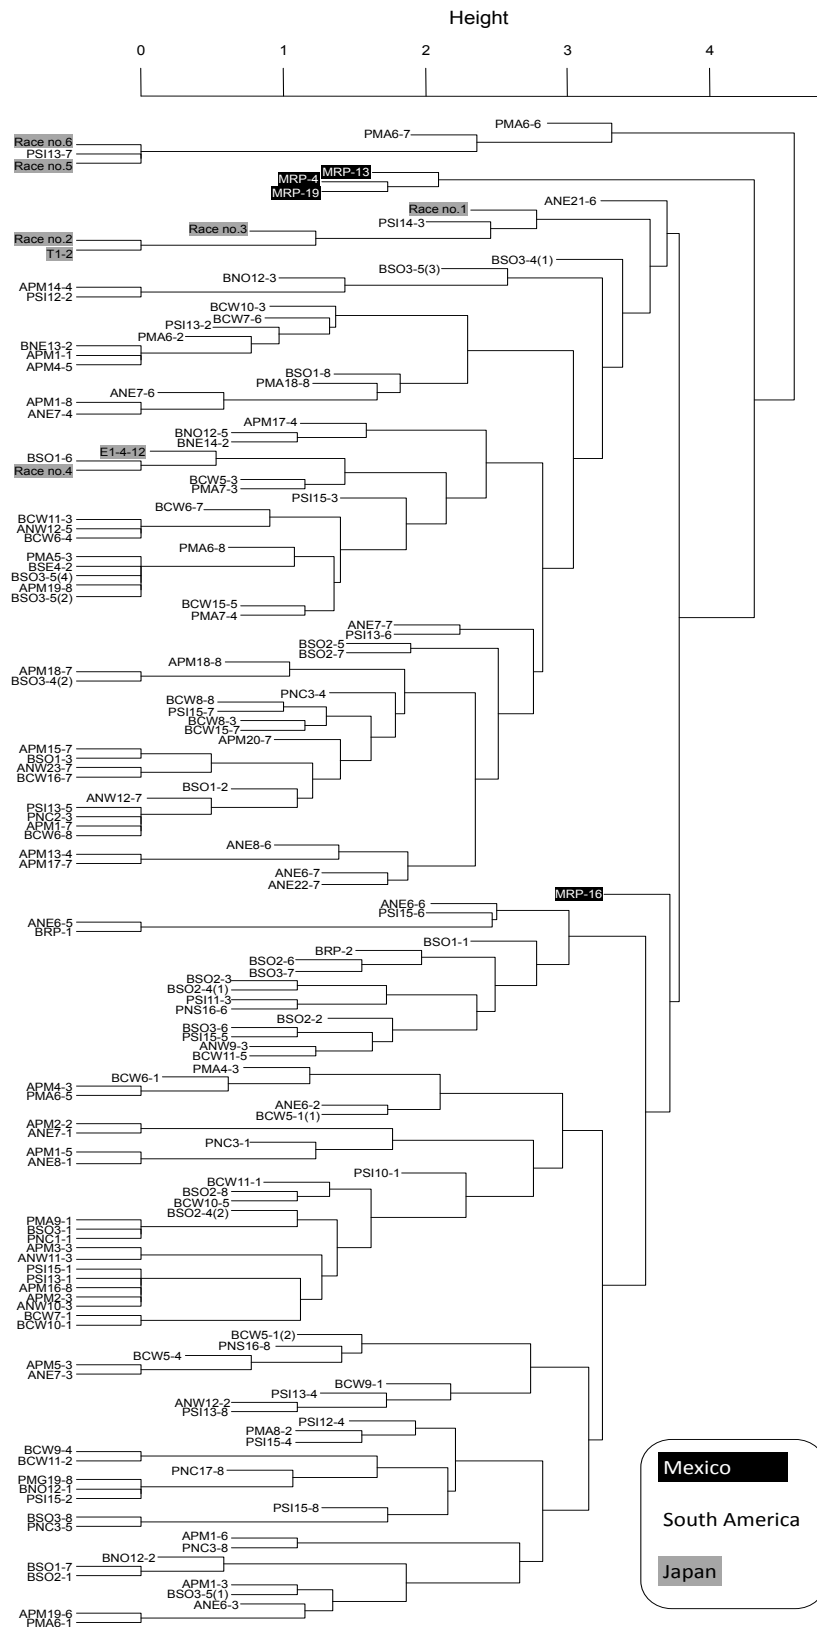 Height
0 1 2 3 4
PMA6-6
PMA6-7
Race no.6
PSI13-7
Race no.5
MRP-13
MRP-4
MRP-19
ANE21-6
Race no.1
PSI14-3
Race no.3
Race no.2
T1-2
BSO3-4(1)
BSO3-5(3)
BNO12-3
APM14-4
PSI12-2
BCW10-3
BCW7-6
PSI13-2
PMA6-2
BNE13-2
APM1-1
APM4-5
BSO1-8
PMA18-8
ANE7-6
APM1-8
ANE7-4
APM17-4
BNO12-5
BNE14-2
E1-4-12
BSO1-6
Race no.4
BCW5-3
PMA7-3
PSI15-3
BCW6-7
BCW11-3
ANW12-5
BCW6-4
PMA6-8
PMA5-3
BSE4-2
BSO3-5(4)
APM19-8
BSO3-5(2)
BCW15-5
PMA7-4
ANE7-7
PSI13-6
BSO2-5
BSO2-7
APM18-8
APM18-7
BSO3-4(2)
PNC3-4
BCW8-8
PSI15-7
BCW8-3
BCW15-7
APM20-7
APM15-7
BSO1-3
ANW23-7
BCW16-7
BSO1-2
ANW12-7
PSI13-5
PNC2-3
APM1-7
BCW6-8
ANE8-6
APM13-4
APM17-7
ANE6-7
ANE22-7
MRP-16
ANE6-6
PSI15-6
ANE6-5
BRP-1
BSO1-1
BRP-2
BSO2-6
BSO3-7
BSO2-3
BSO2-4(1)
PSI11-3
PNS16-6
BSO2-2
BSO3-6
PSI15-5
ANW9-3
BCW11-5
PMA4-3
BCW6-1
APM4-3
PMA6-5
ANE6-2
BCW5-1(1)
APM2-2
ANE7-1
PNC3-1
APM1-5
ANE8-1
PSI10-1
BCW11-1
BSO2-8
BCW10-5
BSO2-4(2)
PMA9-1
BSO3-1
PNC1-1
APM3-3
ANW11-3
PSI15-1
PSI13-1
APM16-8
APM2-3
ANW10-3
BCW7-1
BCW10-1
BCW5-1(2)
PNS16-8
BCW5-4
APM5-3
ANE7-3
BCW9-1
PSI13-4
ANW12-2
PSI13-8
PSI12-4
PMA8-2
PSI15-4
BCW9-4
BCW11-2
PNC17-8
PMG19-8
BNO12-1
PSI15-2
PSI15-8
BSO3-8
PNC3-5
APM1-6
PNC3-8
BNO12-2
BSO1-7
BSO2-1
APM1-3
BSO3-5(1)
ANE6-3
APM19-6
PMA6-1
Mexico
South America
Japan